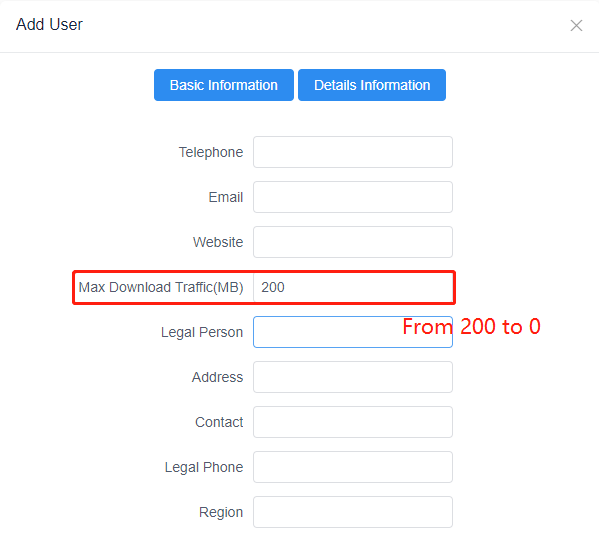 Add User
Basic Information Details Information
Telephone
Email
Website
Max Download Traffic(MB) 200
Legal Person
From 200 to 0
Address
Contact
Legal Phone
Region